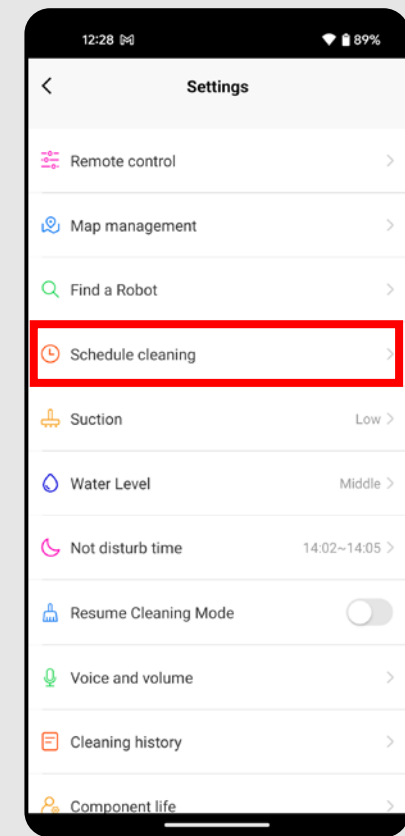 12:28 89%
Settings
Remote control
Map management
Find a Robot
Schedule cleaning
Suction Low
Water Level Middle
Not disturb time 14:02~14:05
Resume Cleaning Mode
Voice and volume
Cleaning history
Component life